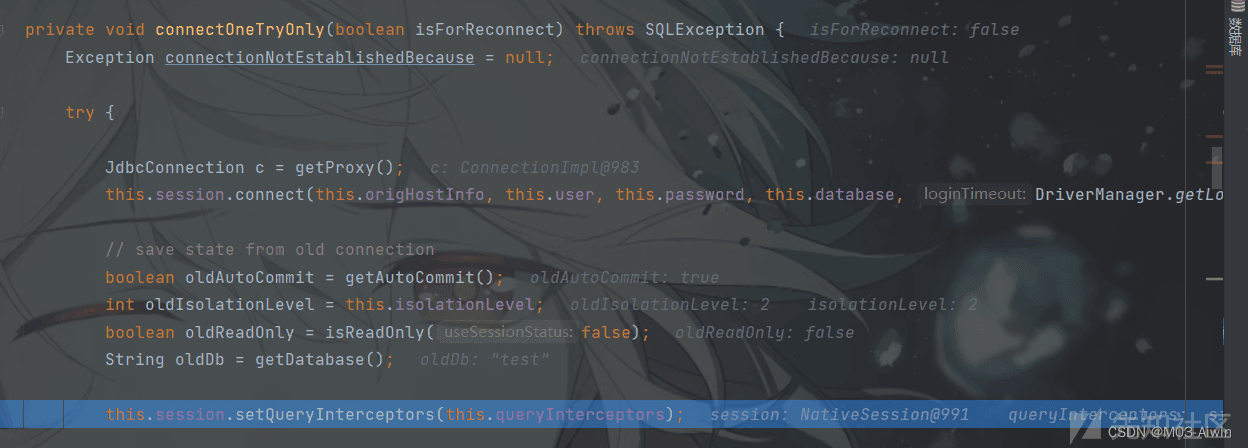 private void connectOneTryOnly(boolean isForReconnect) throws SQLException {   isForReconnect: false
Exception connectionNotEstablishedBecause = null;   connectionNotEstablishedBecause: null
try {
JdbcConnection c = getProxy();   c: ConnectionImpl@983
this.session.connect(this.origHostInfo, this.user, this.password, this.database,   loginTimeout: DriverManager.getLo
// save state from old connection
boolean oldAutoCommit = getAutoCommit();   oldAutoCommit: true
int oldIsolationLevel = this.isolationLevel;   oldIsolationLevel: 2   isolationLevel: 2
boolean oldReadOnly = isReadOnly( useSessionStatus: false);   oldReadOnly: false
String oldDb = getDatabase();   oldDb: "test"
this.session.setQueryInterceptors(this.queryInterceptors);   session: NativeSession@991   queryInterceptors:   si
数据库
CSDN @M03-Aiwin